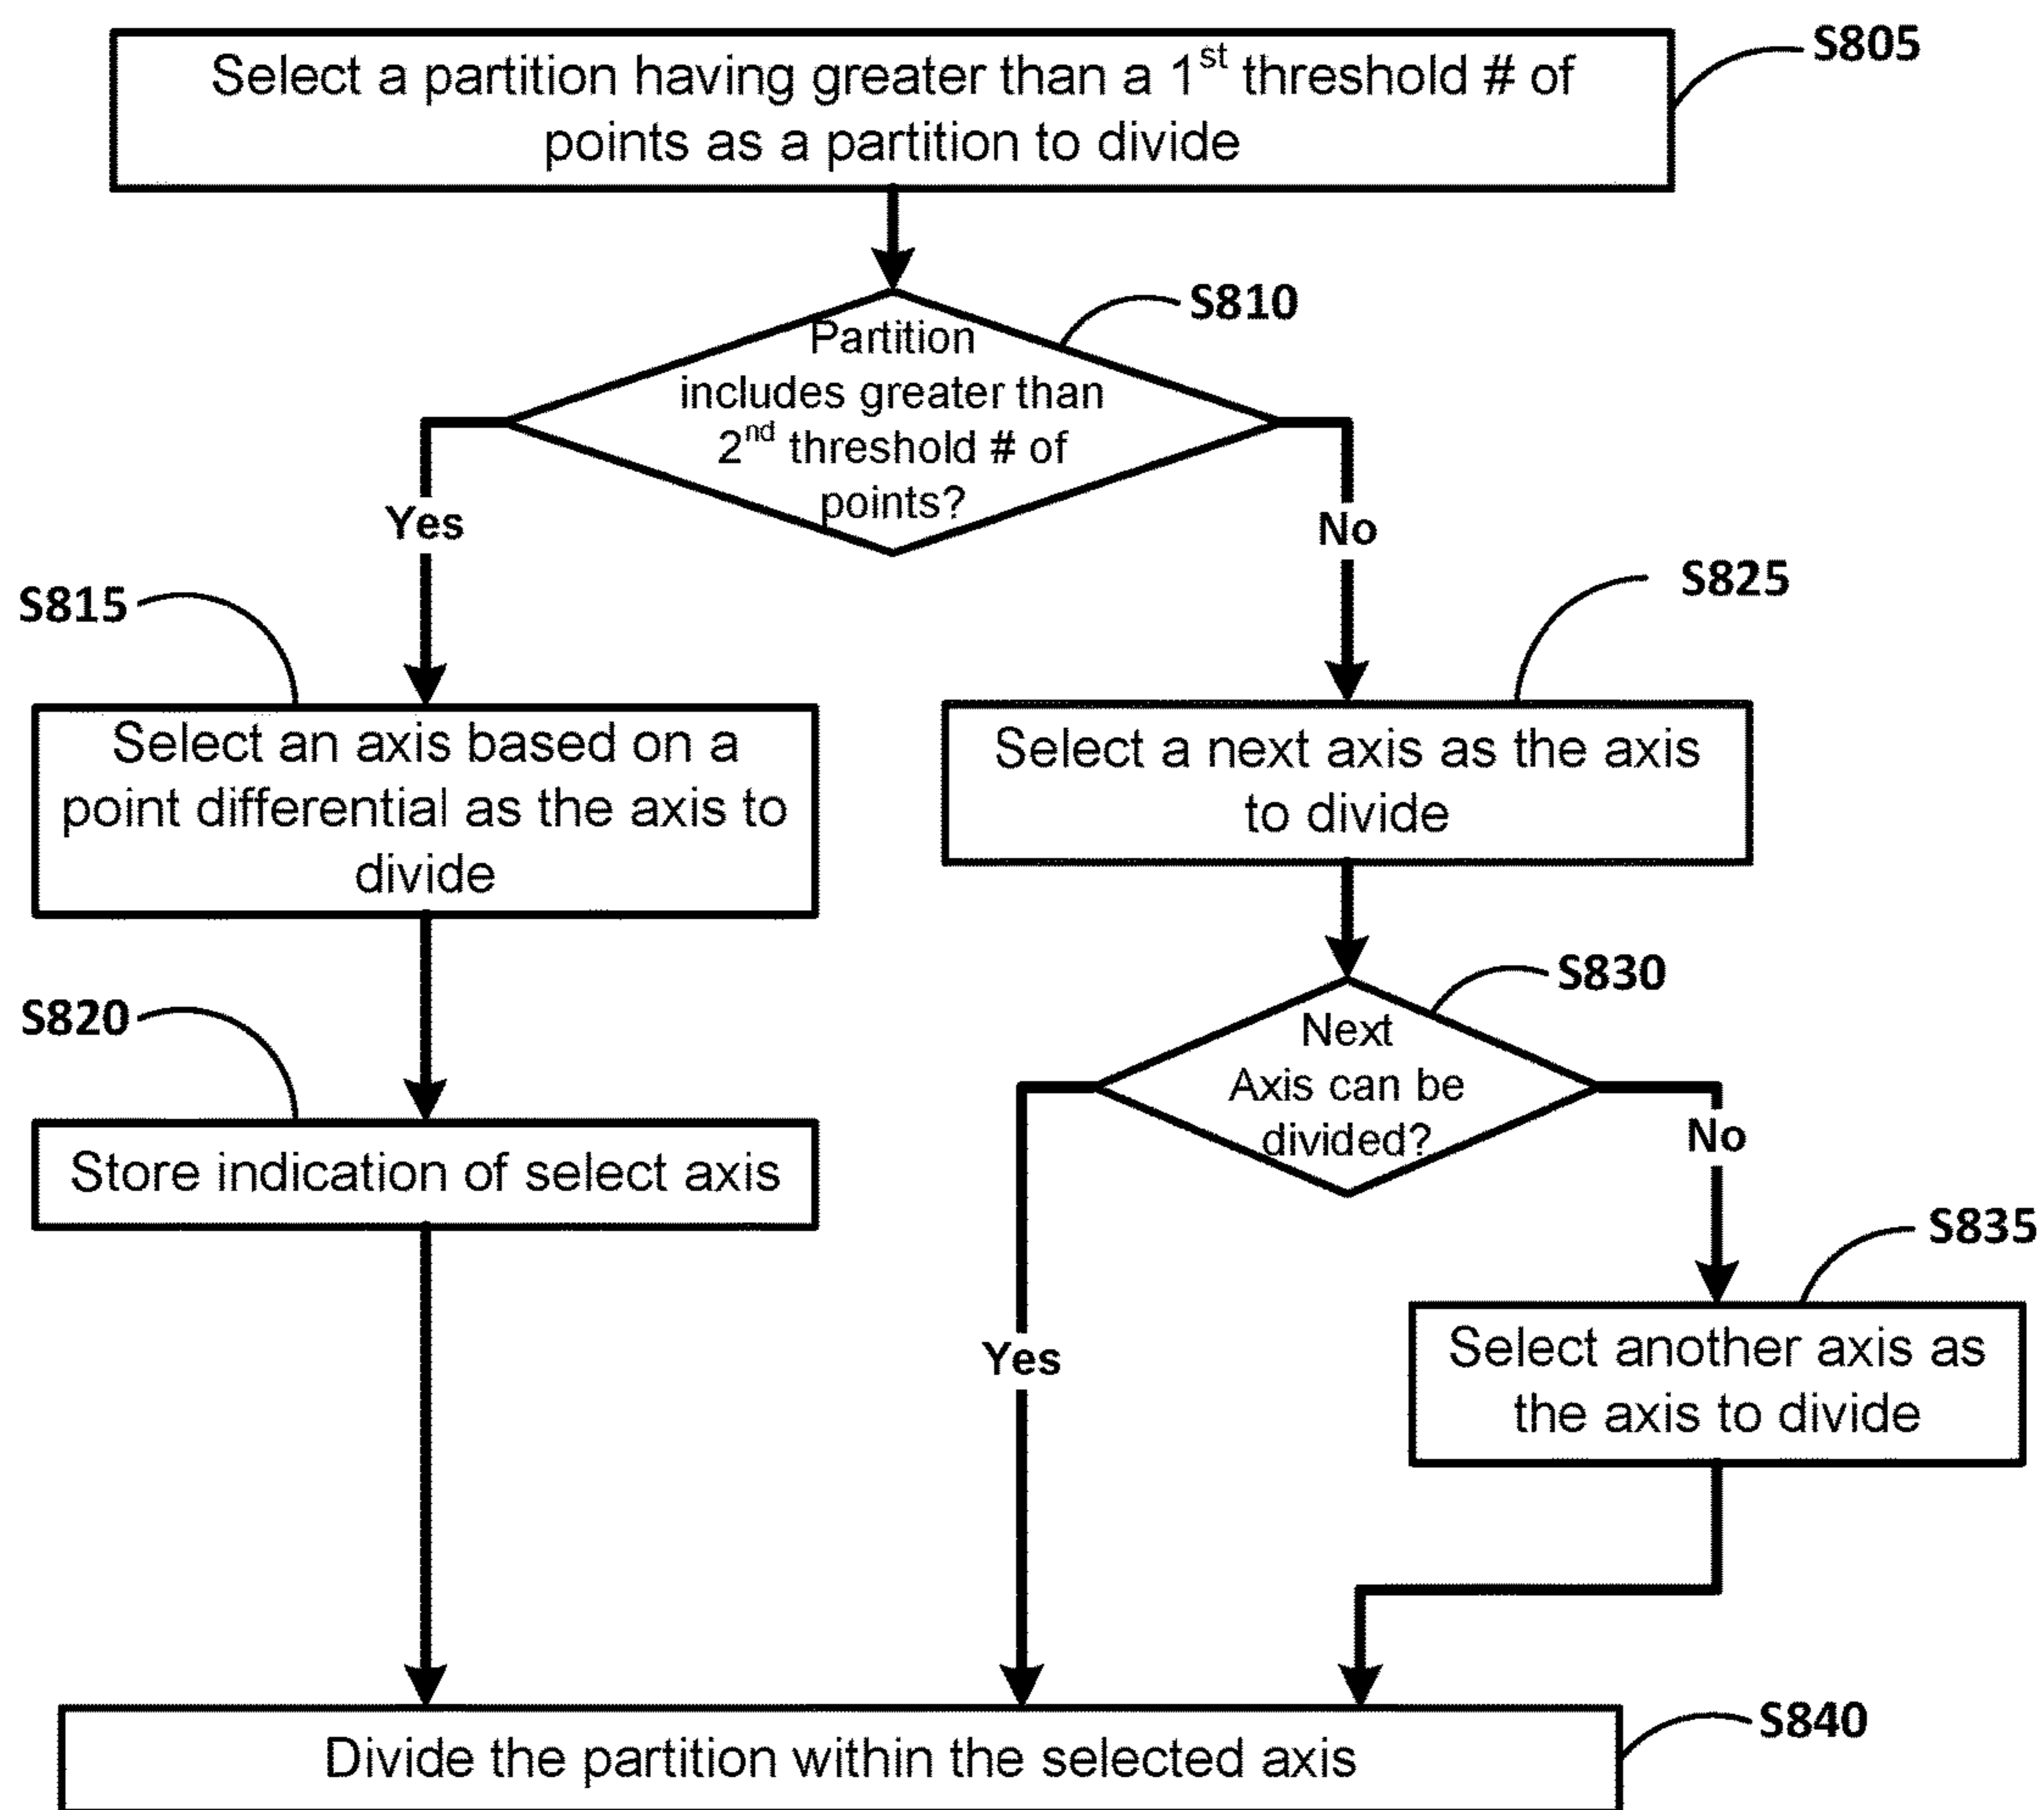 S805
Select a partition having greater than a 1st threshold # of
points as a partition to divide
S810
Partition
includes greater than
2nd threshold # of
points?
Yes
No
S815
S825
Select an axis based on a
point differential as the axis to
divide
Select a next axis as the axis
to divide
S820
S830
Store indication of select axis
Next
Axis can be
divided?
No
Yes
S835
Select another axis as
the axis to divide
S840
Divide the partition within the selected axis